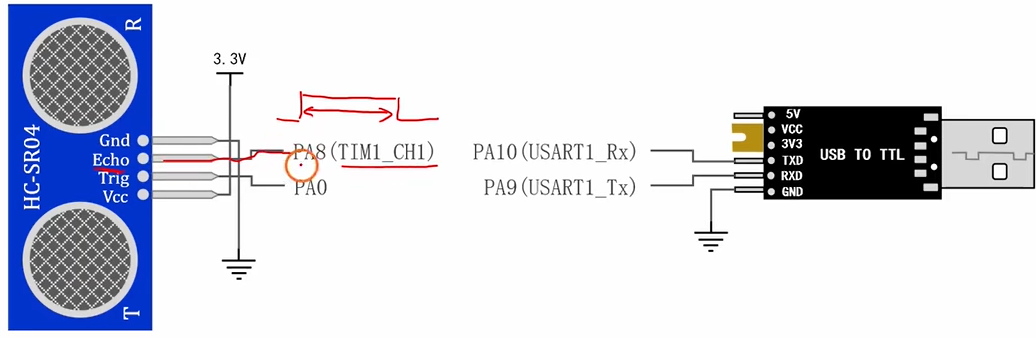 R
HC-SR04
Gnd
Echo
Trig
Vcc
T
3.3V
PA8(TIM1_CH1)
PA0
PA10(USART1_Rx)
PA9(USART1_Tx)
5V
VCC
3V3
TXD
RXD
GND
USB TO TTL